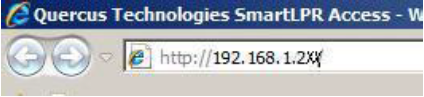 Quercus Technologies SmartLPR Access - W
http://192.168.1.2XX